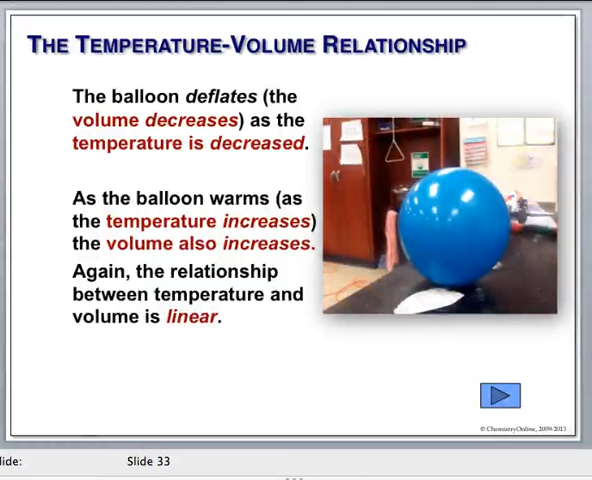 THE TEMPERATURE-VOLUME RELATIONSHIP
The balloon deflates (the
volume decreases) as the
temperature is decreased.
As the balloon warms (as
the temperature increases)
the volume also increases.
Again, the relationship
between temperature and
volume is linear.
© ChemistryOnline, 2009-2013
lide:
Slide 33